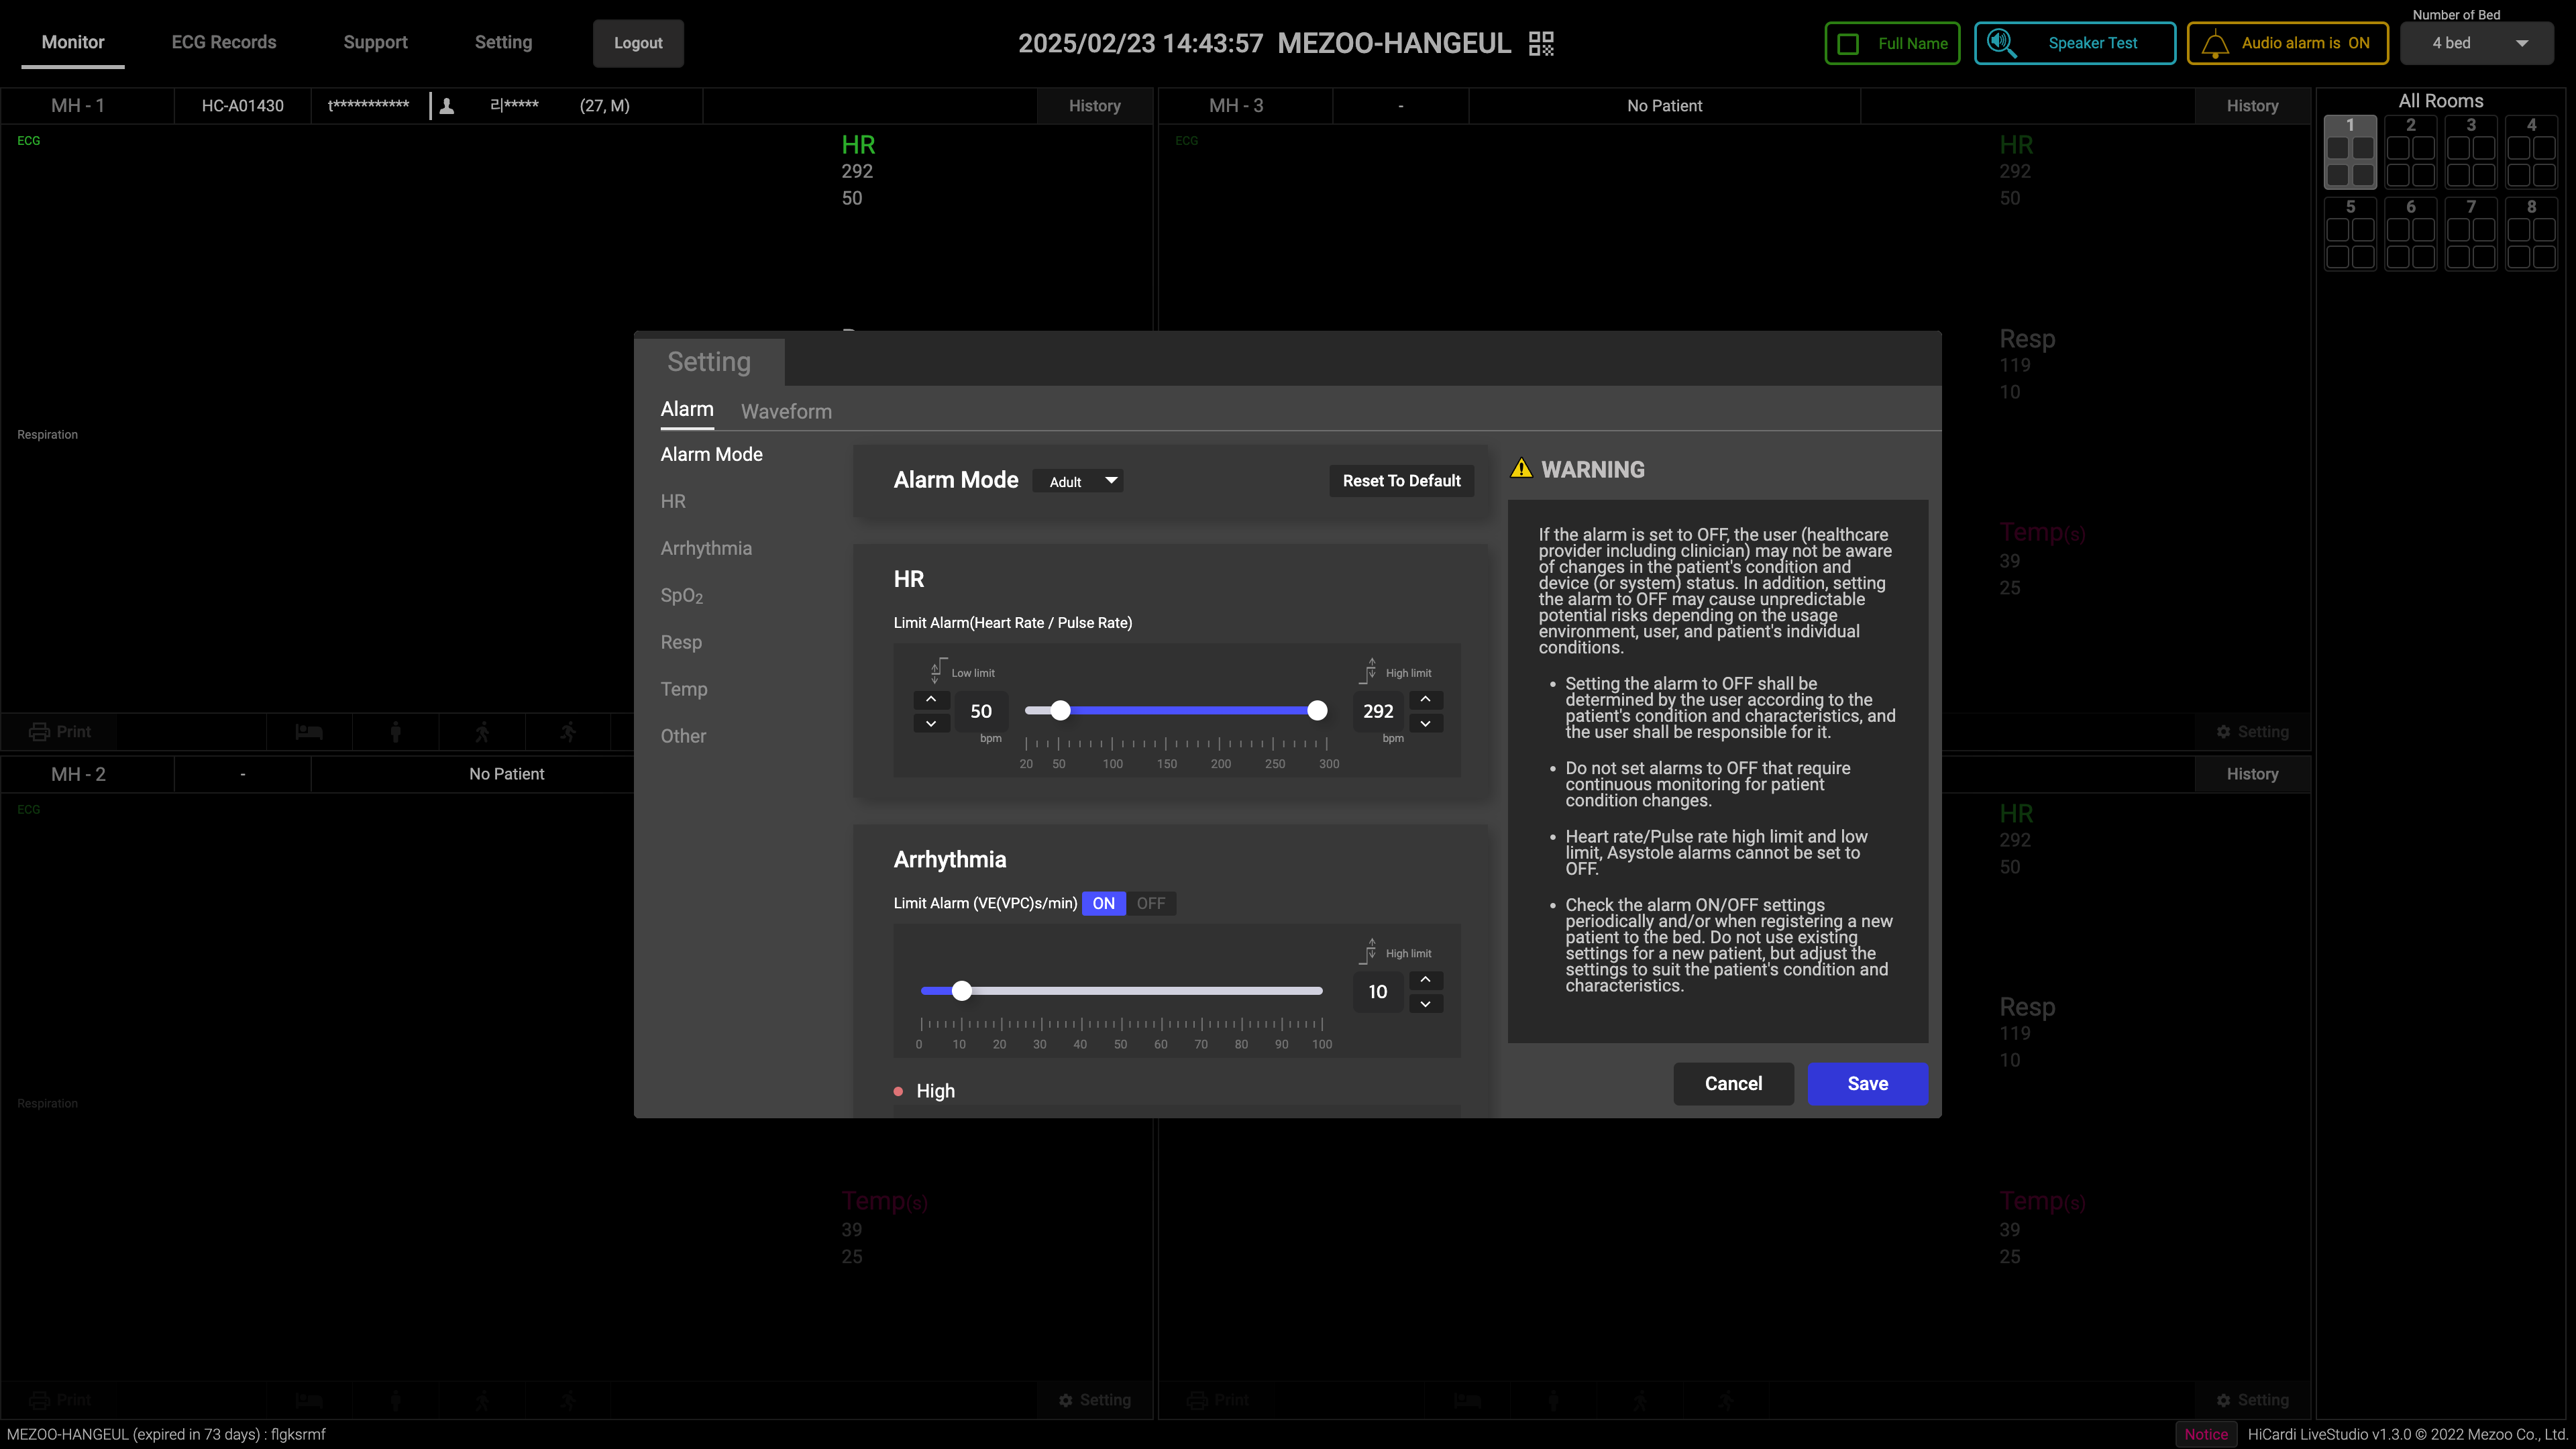 Monitor
ECG Records
Support
Setting
Logout
2025/02/23 14:43:57 MEZOO-HANGEUL
Full Name
Speaker Test
Audio alarm is ON
Number of Bed
4 bed
MH - 1
HC-A01430
t***********
리*****
(27, M)
History
ECG
HR
292
50
Respiration
Print
MH - 3
-
No Patient
History
ECG
HR
292
50
Resp
119
10
Temp(s)
39
25
Setting
All Rooms
1 2 3 4
5 6 7 8
Setting
Alarm
Waveform
Alarm Mode
HR
Arrhythmia
SpO2
Resp
Temp
Other
Alarm Mode
Adult
Reset To Default
HR
Limit Alarm(Heart Rate / Pulse Rate)
Low limit
50
bpm
High limit
292
bpm
20 50 100 150 200 250 300
Arrhythmia
Limit Alarm (VE(VPC)s/min) ON OFF
High limit
10
0 10 20 30 40 50 60 70 80 90 100
High
WARNING
If the alarm is set to OFF, the user (healthcare
provider including clinician) may not be aware
of changes in the patient's condition and
device (or system) status. In addition, setting
the alarm to OFF may cause unpredictable
potential risks depending on the usage
environment, user, and patient's individual
conditions.
• Setting the alarm to OFF shall be
determined by the user according to the
patient's condition and characteristics, and
the user shall be responsible for it.
• Do not set alarms to OFF that require
continuous monitoring for patient
condition changes.
• Heart rate/Pulse rate high limit and low
limit, Asystole alarms cannot be set to
OFF.
• Check the alarm ON/OFF settings
periodically and/or when registering a new
patient to the bed. Do not use existing
settings for a new patient, but adjust the
settings to suit the patient's condition and
characteristics.
Cancel
Save
MH - 2
-
No Patient
ECG
Respiration
Temp(s)
39
25
Print
Setting
History
HR
292
50
Resp
119
10
Temp(s)
39
25
Print
Setting
MEZOO-HANGEUL (expired in 73 days) : flgksrmf
Notice
HiCardi LiveStudio v1.3.0 © 2022 Mezoo Co., Ltd.